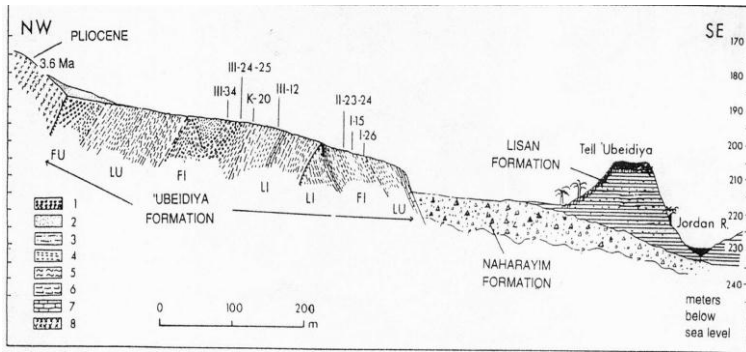 NW
SE
PLIOCENE
3.6 Ma
III-24-25
III-34
K-20
III-12
II-23-24
I-15
I-26
LISAN
FORMATION
Tell 'Ubeidiya
Jordan R.
FU
LU
FI
LI
LI
FI
LU
'UBEIDIYA
FORMATION
NAHARAYIM
FORMATION
170
180
190
200
210
220
230
240
meters
below
sea level
1
2
3
4
5
6
7
8
0 100 200
m